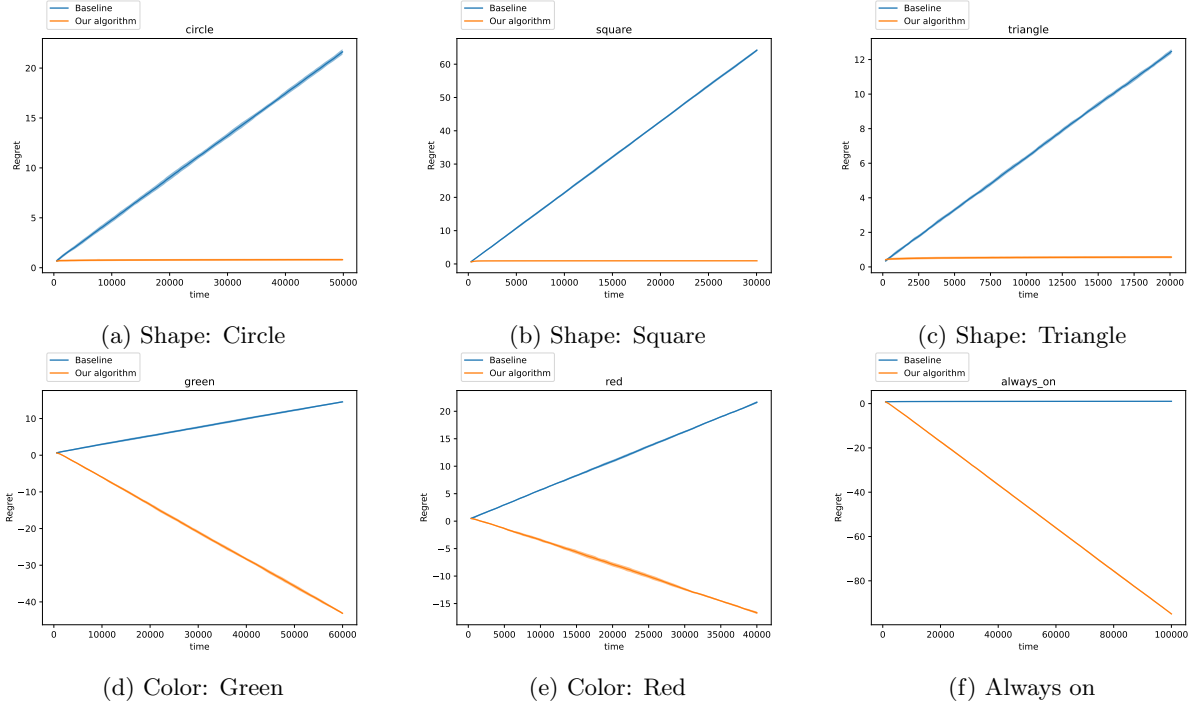 Baseline
Our algorithm
circle
20
15
10
5
0
Regret
0 10000 20000 30000 40000 50000
time
(a) Shape: Circle
Baseline
Our algorithm
square
60
50
40
30
20
10
0
Regret
0 5000 10000 15000 20000 25000 30000
time
(b) Shape: Square
Baseline
Our algorithm
triangle
12
10
8
6
4
2
0
Regret
0 2500 5000 7500 10000 12500 15000 17500 20000
time
(c) Shape: Triangle
Baseline
Our algorithm
green
10
0
−10
−20
−30
−40
Regret
0 10000 20000 30000 40000 50000 60000
time
(d) Color: Green
Baseline
Our algorithm
red
20
15
10
5
0
−5
−10
−15
Regret
0 5000 10000 15000 20000 25000 30000 35000 40000
time
(e) Color: Red
Baseline
Our algorithm
always_on
0
−20
−40
−60
−80
Regret
0 20000 40000 60000 80000 100000
time
(f) Always on